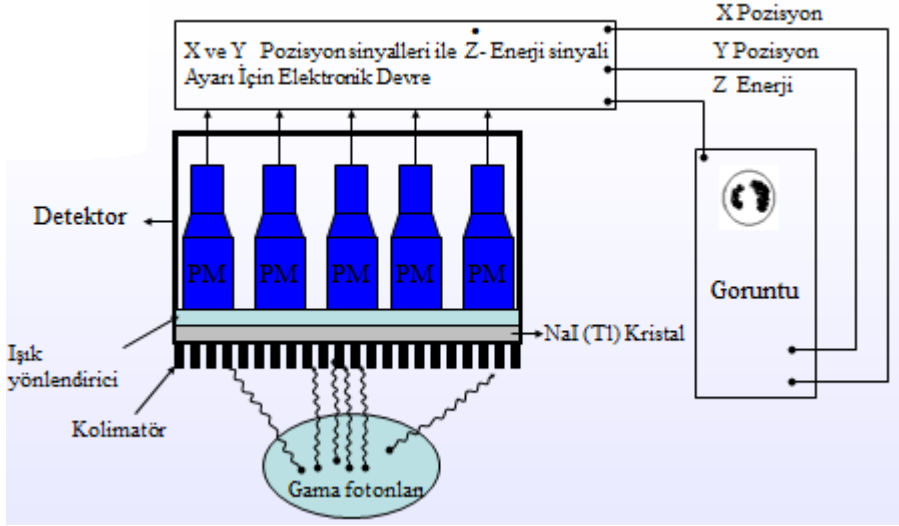 X Pozisyon
X ve Y Pozisyon sinyalleri ile Z- Enerji sinyali
Ayarı İçin Elektronik Devre
Y Pozisyon
Z Enerji
Detektor
PM PM PM PM PM
Goruntu
NaI (Tl) Kristal
Işık
yönlendirici
Kolimatör
Gama fotonları